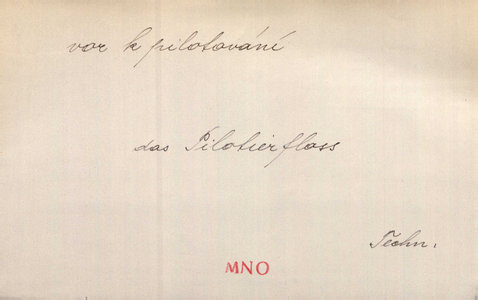 vor k pilotování
das Pilotierfloss
Techn.
MNO